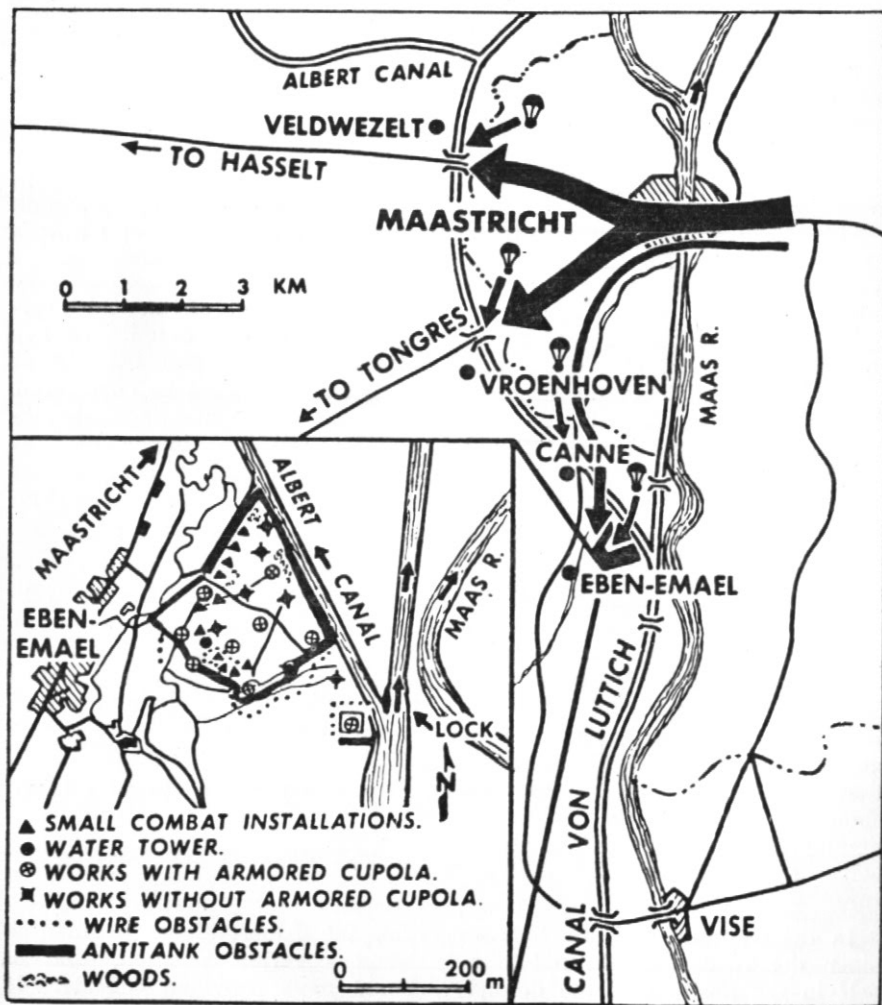 ALBERT CANAL
VELDWEZELT
← TO HASSELT
MAASTRICHT
0 1 2 3 KM
← TO TONGRES
MAAS R.
VROENHOVEN
CANNE
EBEN-EMAEL
CANAL VON LUTTICH
VISE
MAASTRICHT
ALBERT CANAL
EBEN-
EMAEL
MAAS R.
LOCK
N
SMALL COMBAT INSTALLATIONS.
WATER TOWER.
WORKS WITH ARMORED CUPOLA.
WORKS WITHOUT ARMORED CUPOLA.
WIRE OBSTACLES.
ANTITANK OBSTACLES.
WOODS.
0 200
m